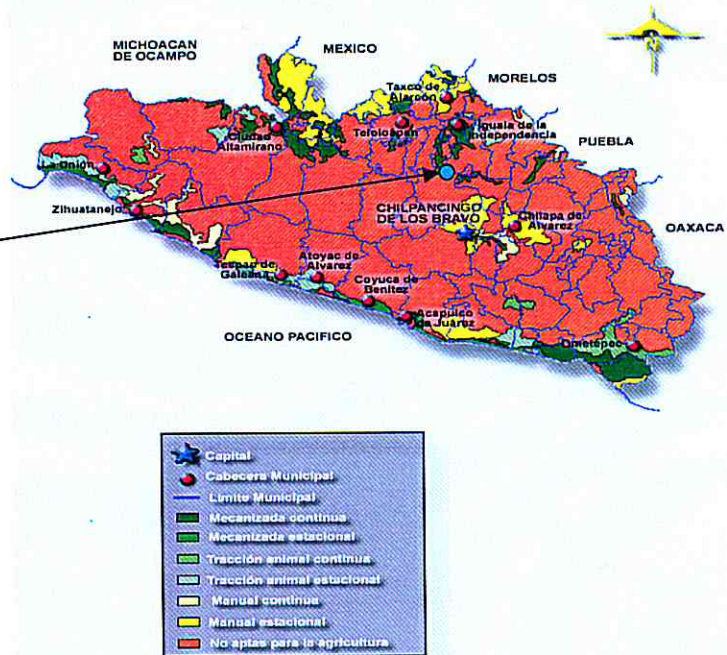 MICHOACAN
DE OCAMPO
MEXICO
MORELOS
Taxco de
Alarcón
Teloloapan
Iguala de la
Independencia
PUEBLA
Ciudad
Altamirano
La Unión
Zihuatanejo
CHILPANCINGO
DE LOS BRAVO
Chilapa de
Alvarez
OAXACA
Tecpan de
Galeana
Atoyac de
Alvarez
Coyuca de
Benitez
Acapulco
de Juárez
OCEANO PACIFICO
Ometepec
Capital
Cabecera Municipal
Limite Municipal
Mecanizada continua
Mecanizada estacional
Tracción animal continua
Tracción animal estacional
Manual continua
Manual estacional
No aptas para la agricultura